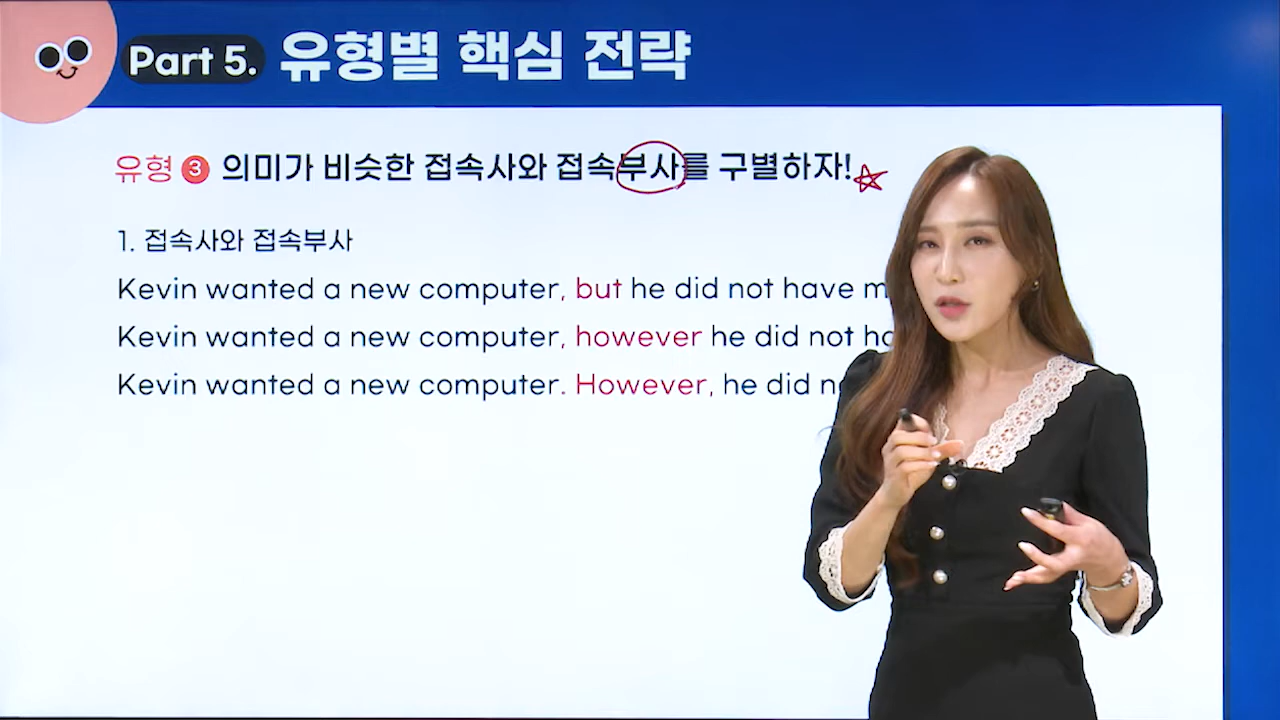 Part 5. 유형별 핵심 전략
유형 3 의미가 비슷한 접속사와 접속부사를 구별하자!
1. 접속사와 접속부사
Kevin wanted a new computer, but he did not have
Kevin wanted a new computer, however he did not
Kevin wanted a new computer. However, he did